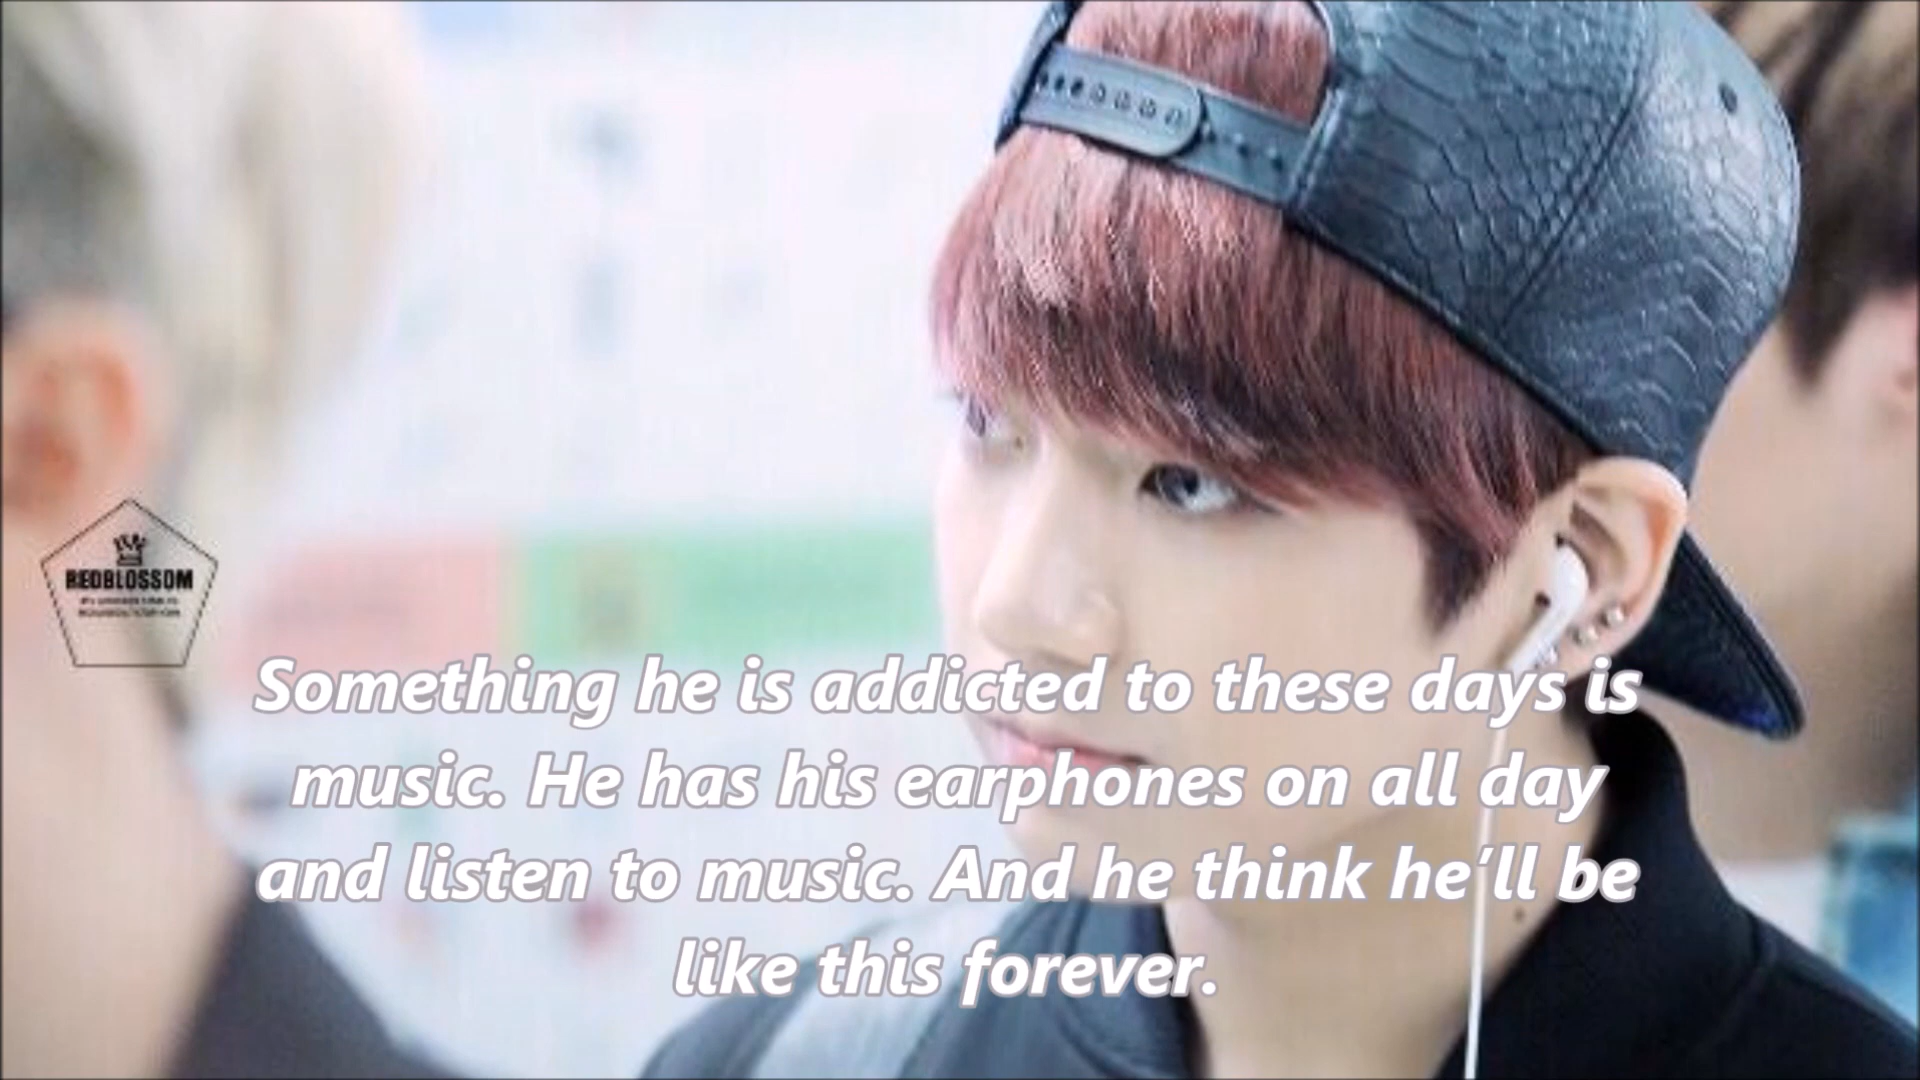 REDBLOSSOM
Something he is addicted to these days is
music. He has his earphones on all day
and listen to music. And he think he'll be
like this forever.